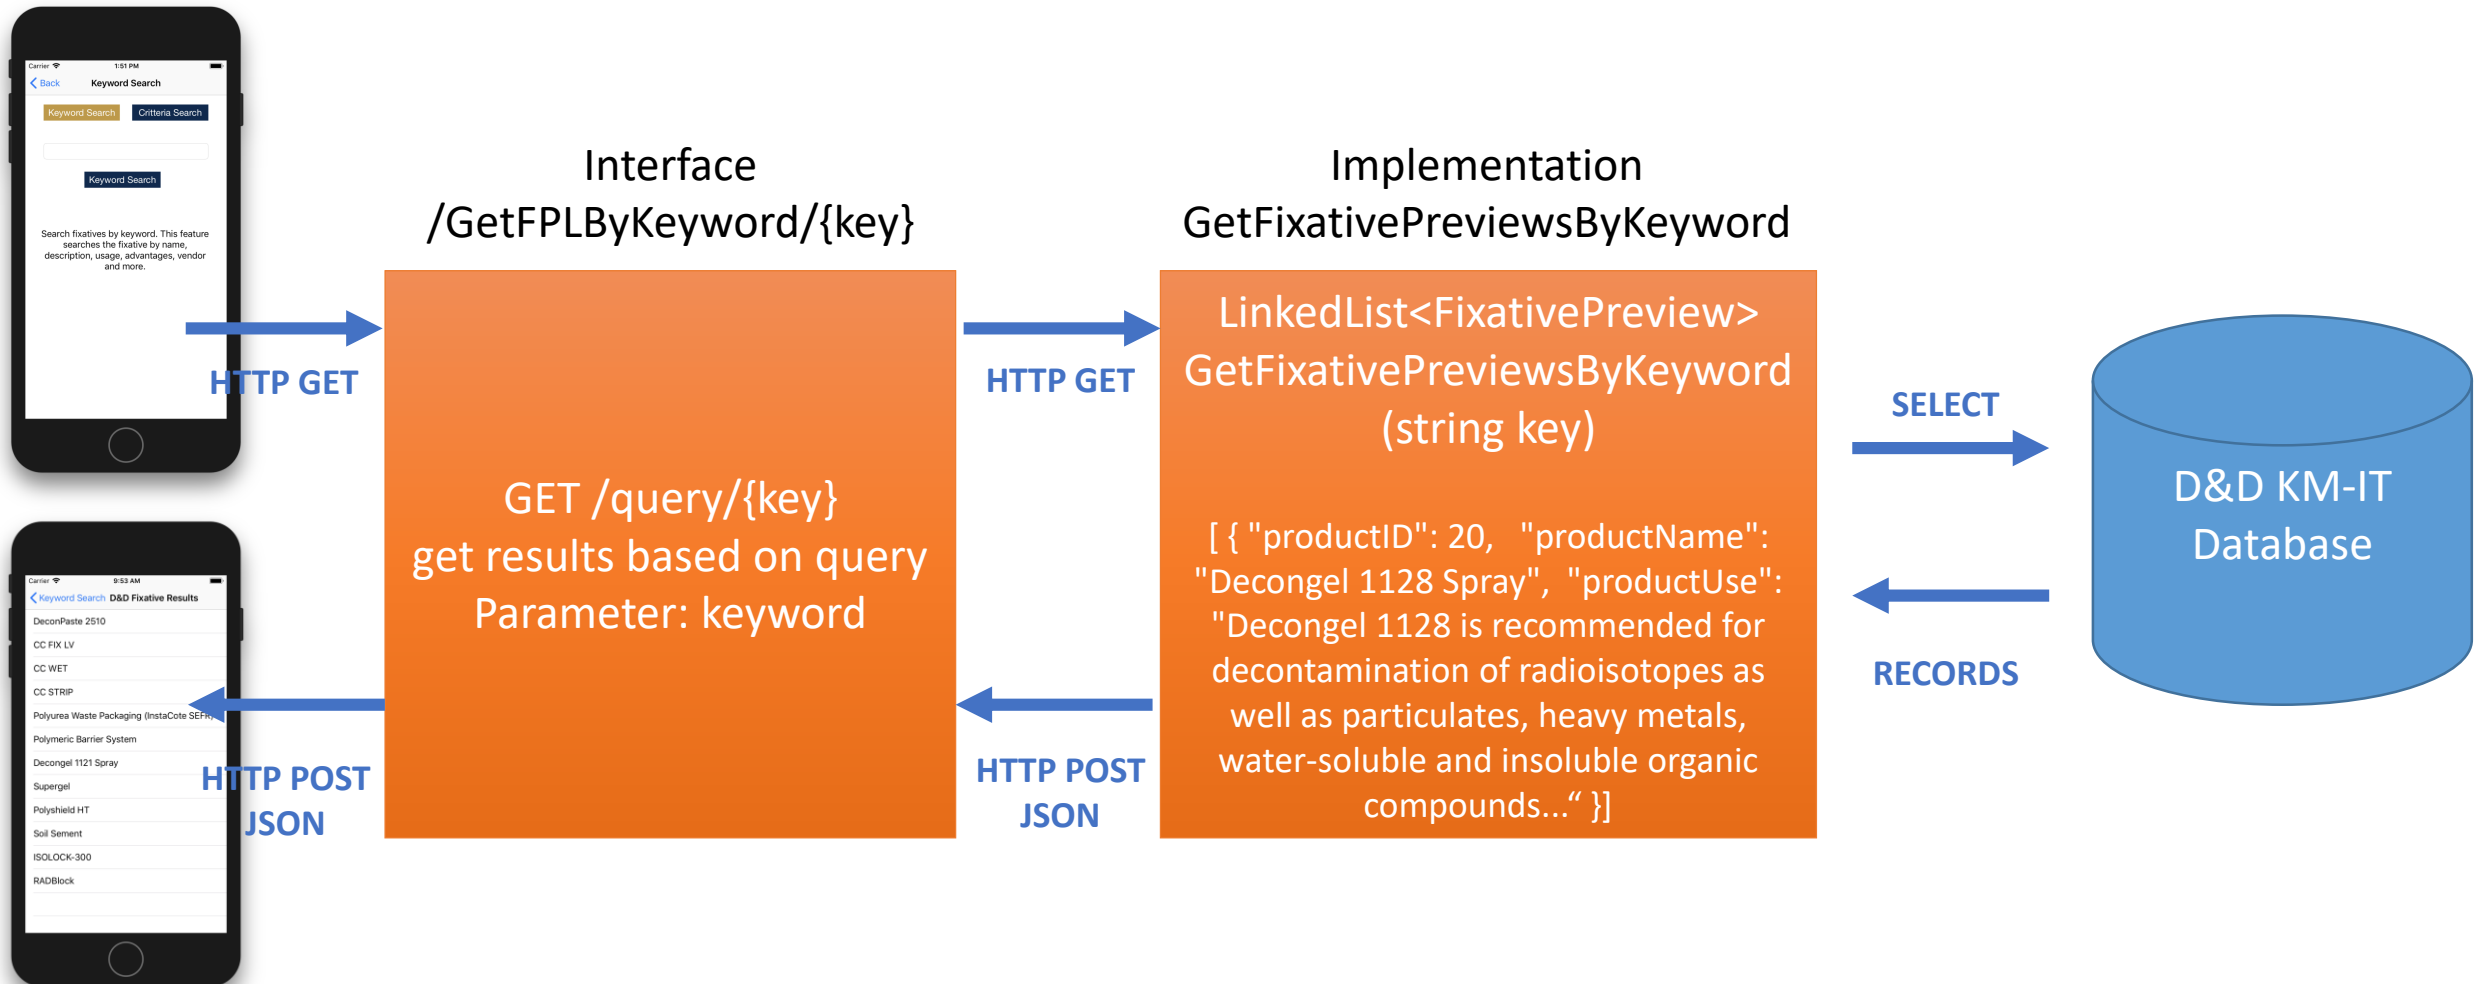 Carrier 1:51 PM
Back Keyword Search
Keyword Search Critteria Search
Keyword Search
Search fixatives by keyword. This feature
searches the fixative by name,
description, usage, advantages, vendor
and more.
HTTP GET
Carrier 9:53 AM
Keyword Search D&D Fixative Results
DeconPaste 2510
CC FIX LV
CC WET
CC STRIP
Polyurea Waste Packaging (InstaCote SEFR)
Polymeric Barrier System
Decongel 1121 Spray
Supergel
Polyshield HT
Soil Sement
ISOLOCK-300
RADBlock
HTTP POST
JSON
Interface
/GetFPLByKeyword/{key}
GET /query/{key}
get results based on query
Parameter: keyword
HTTP GET
HTTP POST
JSON
Implementation
GetFixativePreviewsByKeyword
LinkedList<FixativePreview>
GetFixativePreviewsByKeyword
(string key)
[ { "productID": 20, "productName":
"Decongel 1128 Spray", "productUse":
"Decongel 1128 is recommended for
decontamination of radioisotopes as
well as particulates, heavy metals,
water-soluble and insoluble organic
compounds...“ }]
SELECT
RECORDS
D&D KM-IT
Database